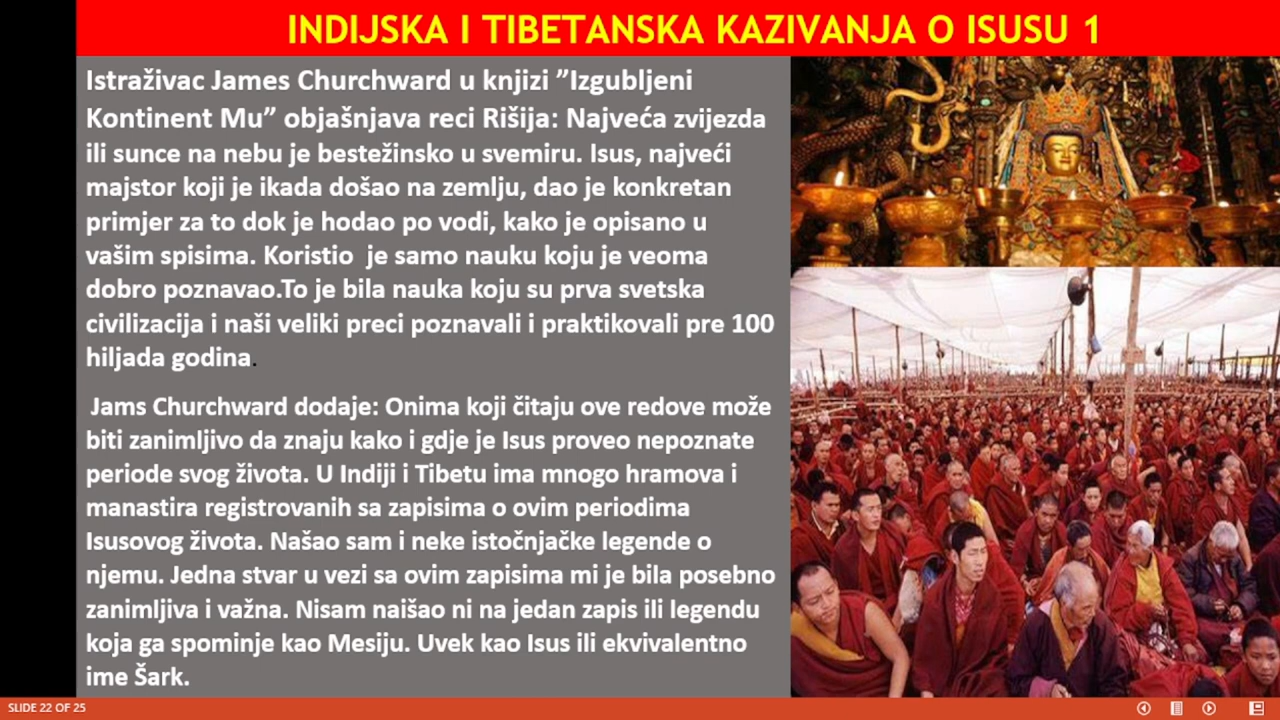 INDIJSKA I TIBETANSKA KAZIVANJA O ISUSU 1
Istraživac James Churchward u knjizi ”Izgubljeni
Kontinent Mu” objašnjava reci Rišija: Najveća zvijezda
ili sunce na nebu je bestežinsko u svemiru. Isus, najveći
majstor koji je ikada došao na zemlju, dao je konkretan
primjer za to dok je hodao po vodi, kako je opisano u
vašim spisima. Koristio  je samo nauku koju je veoma
dobro poznavao.To je bila nauka koju su prva svetska
civilizacija i naši veliki preci poznavali i praktikovali pre 100
hiljada godina.
Jams Churchward dodaje: Onima koji čitaju ove redove može
biti zanimljivo da znaju kako i gdje je Isus proveo nepoznate
periode svog života. U Indiji i Tibetu ima mnogo hramova i
manastira registrovanih sa zapisima o ovim periodima
Isusovog života. Našao sam i neke istočnjačke legende o
njemu. Jedna stvar u vezi sa ovim zapisima mi je bila posebno
zanimljiva i važna. Nisam naišao ni na jedan zapis ili legendu
koja ga spominje kao Mesiju. Uvek kao Isus ili ekvivalentno
ime Šark.
SLIDE 22 OF 25